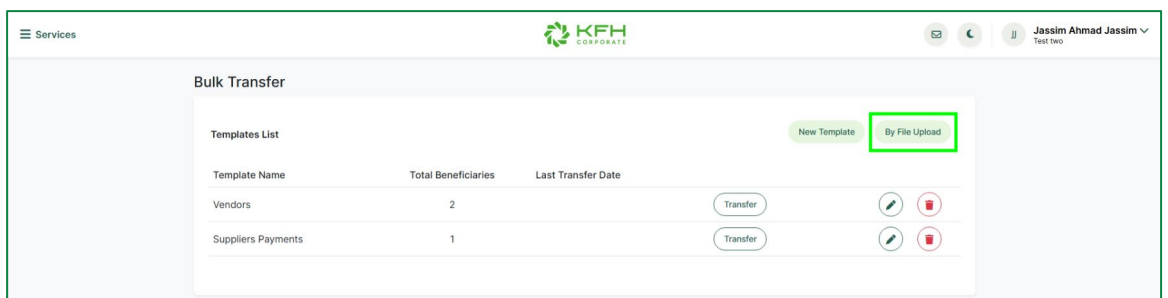 Services
KFH
CORPORATE
JJ
Jassim Ahmad Jassim
Test two
Bulk Transfer
Templates List
New Template
By File Upload
Template Name Total Beneficiaries Last Transfer Date
Vendors 2 Transfer
Suppliers Payments 1 Transfer